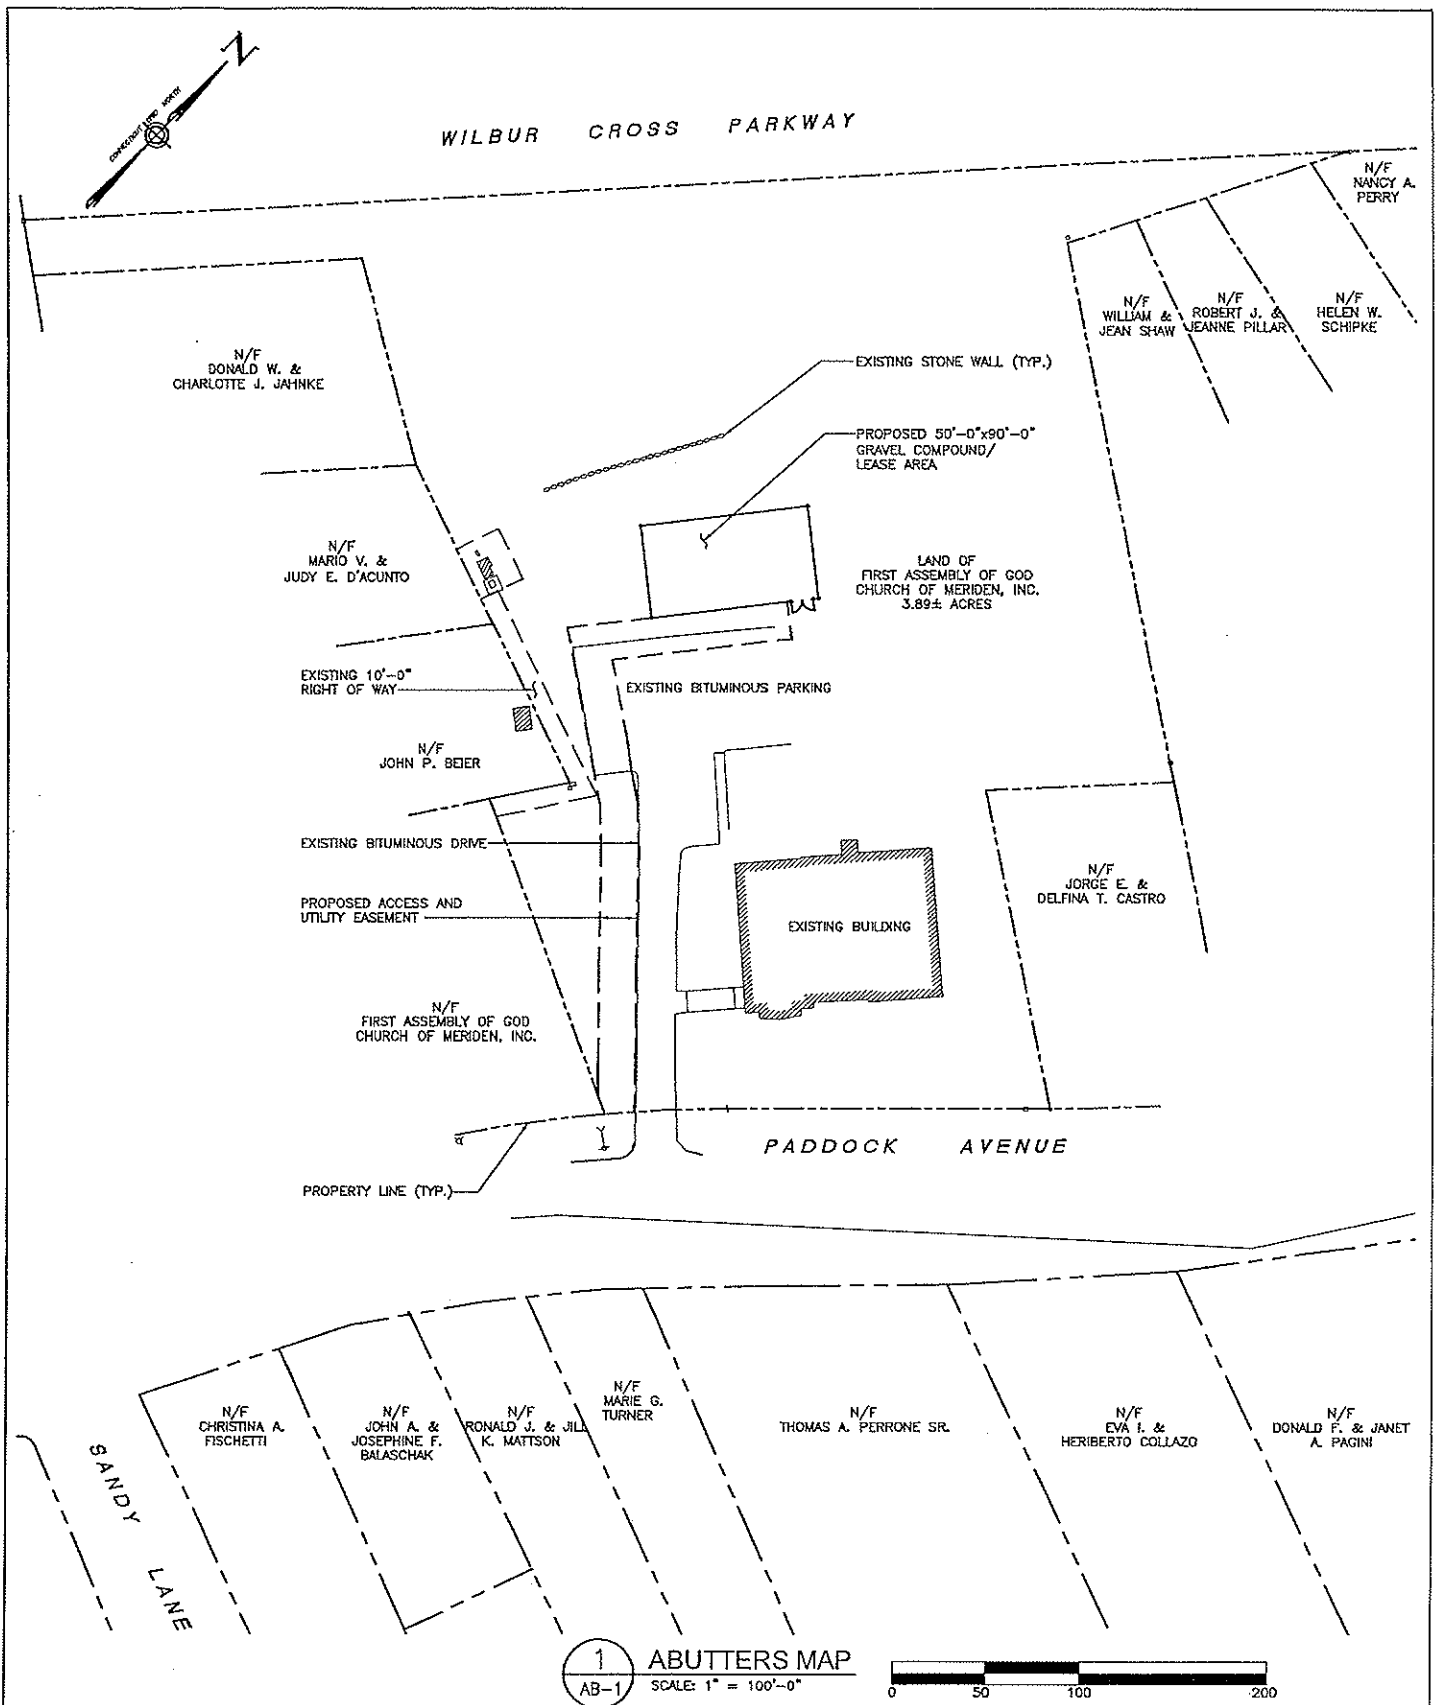 N
CONNECTICUT GRID NORTH
WILBUR CROSS PARKWAY
N/F
NANCY A.
PERRY
N/F
WILLIAM &
JEAN SHAW
N/F
ROBERT J. &
JEANNE PILLAR
N/F
HELEN W.
SCHIPKE
N/F
DONALD W. &
CHARLOTTE J. JAHNKE
EXISTING STONE WALL (TYP.)
PROPOSED 50'-0"x90'-0"
GRAVEL COMPOUND/
LEASE AREA
N/F
MARIO V. &
JUDY E. D'ACUNTO
LAND OF
FIRST ASSEMBLY OF GOD
CHURCH OF MERIDEN, INC.
3.89± ACRES
EXISTING 10'-0"
RIGHT OF WAY
EXISTING BITUMINOUS PARKING
N/F
JOHN P. BEIER
EXISTING BITUMINOUS DRIVE
PROPOSED ACCESS AND
UTILITY EASEMENT
N/F
JORGE E. &
DELFINA T. CASTRO
EXISTING BUILDING
N/F
FIRST ASSEMBLY OF GOD
CHURCH OF MERIDEN, INC.
PADDOCK AVENUE
PROPERTY LINE (TYP.)
N/F
CHRISTINA A.
FISCHETTI
N/F
JOHN A. &
JOSEPHINE F.
BALASCHAK
N/F
RONALD J. & JILL
K. MATTSON
N/F
MARIE G.
TURNER
N/F
THOMAS A. PERRONE SR.
N/F
EVA I. &
HERIBERTO COLLAZO
N/F
DONALD F. & JANET
A. PAGINI
SANDY LANE
1
AB-1
ABUTTERS MAP
SCALE: 1" = 100'-0"
0 50 100 200